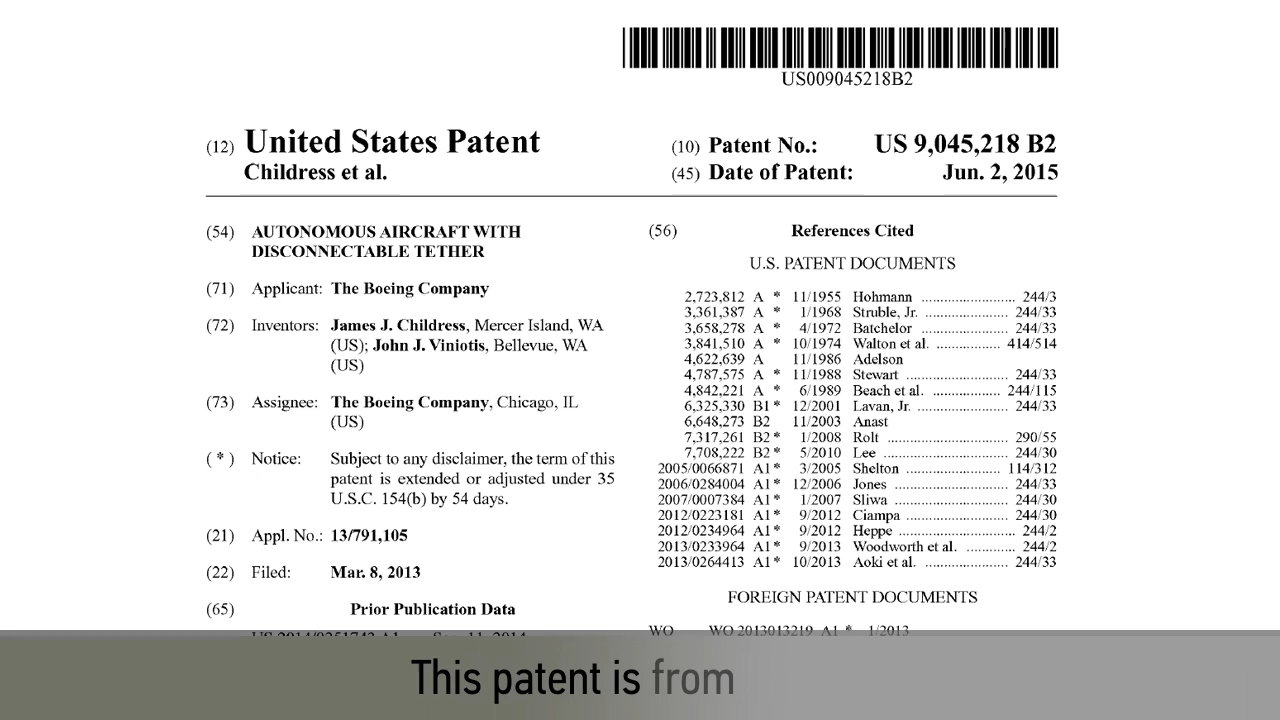 US009045218B2
(12) United States Patent
Childress et al.
(10) Patent No.: US 9,045,218 B2
(45) Date of Patent: Jun. 2, 2015
(54) AUTONOMOUS AIRCRAFT WITH
DISCONNECTABLE TETHER
(71) Applicant: The Boeing Company
(72) Inventors: James J. Childress, Mercer Island, WA
(US); John J. Viniotis, Bellevue, WA
(US)
(73) Assignee: The Boeing Company, Chicago, IL
(US)
( * ) Notice: Subject to any disclaimer, the term of this
patent is extended or adjusted under 35
U.S.C. 154(b) by 54 days.
(21) Appl. No.: 13/791,105
(22) Filed: Mar. 8, 2013
(65) Prior Publication Data
US 2014/0251743 A1 Sep. 11, 2014
(56) References Cited
U.S. PATENT DOCUMENTS
2,723,812 A * 11/1955 Hohmann ........................ 244/3
3,361,387 A * 1/1968 Struble, Jr. ..................... 244/33
3,658,278 A * 4/1972 Batchelor ....................... 244/33
3,841,510 A * 10/1974 Walton et al. ................ 414/514
4,622,639 A 11/1986 Adelson
4,787,575 A * 11/1988 Stewart .......................... 244/33
4,842,221 A * 6/1989 Beach et al. .................. 244/115
6,325,330 B1 * 12/2001 Lavan, Jr. ....................... 244/33
6,648,273 B2 11/2003 Anast
7,317,261 B2 * 1/2008 Rolt ............................... 290/55
7,708,222 B2 * 5/2010 Lee ................................ 244/30
2005/0066871 A1 * 3/2005 Shelton ......................... 114/312
2006/0284004 A1 * 12/2006 Jones ............................. 244/33
2007/0007384 A1 * 1/2007 Sliwa ............................. 244/30
2012/0223181 A1 * 9/2012 Ciampa .......................... 244/30
2012/0234964 A1 * 9/2012 Heppe ............................. 244/2
2013/0233964 A1 * 9/2013 Woodworth et al. ............ 244/2
2013/0264413 A1 * 10/2013 Aoki et al. ..................... 244/33
FOREIGN PATENT DOCUMENTS
WO WO 2013013219 A1 * 1/2013
This patent is from